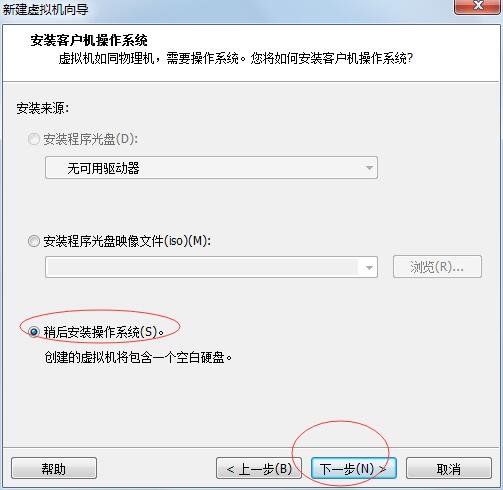 新建虚拟机向导
安装客户机操作系统
虚拟机如同物理机，需要操作系统。您将如何安装客户机操作系统?
安装来源:
安装程序光盘(D):
无可用驱动器
安装程序光盘映像文件(iso)(M):
浏览(R)...
稍后安装操作系统(S)。
创建的虚拟机将包含一个空白硬盘。
帮助
< 上一步(B)
下一步(N) >
取消